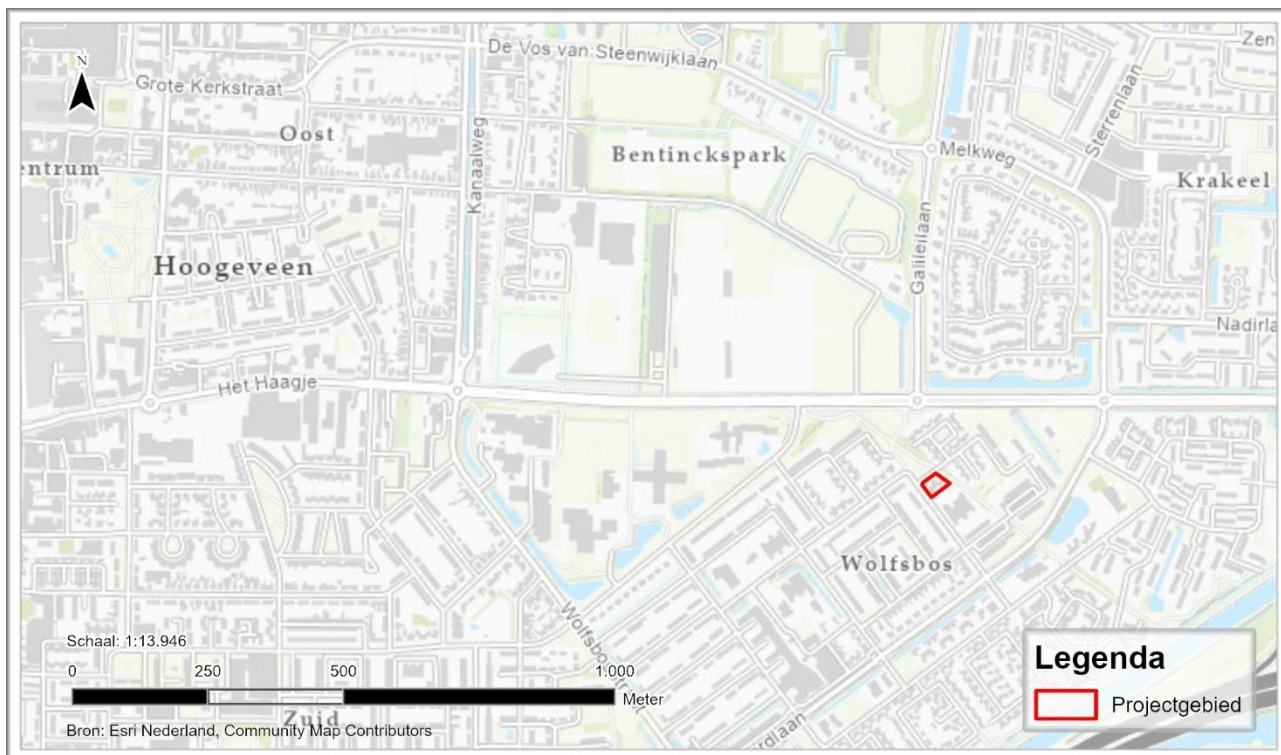 De Vos van Steenwijklaan
Zen
N
Grote Kerkstraat
Oost
Kanaalweg
Bentinckspark
Melkweg
Sterrenlaan
entrum
Krakeel
Galileilaan
Hoogeveen
Nadirla
Het Haagje
Wolfsbos
Wolfsbosstraat
Schaal: 1:13.946
0 250 500 1.000
Meter
Zuid
rdlaan
Bron: Esri Nederland, Community Map Contributors
Legenda
Projectgebied